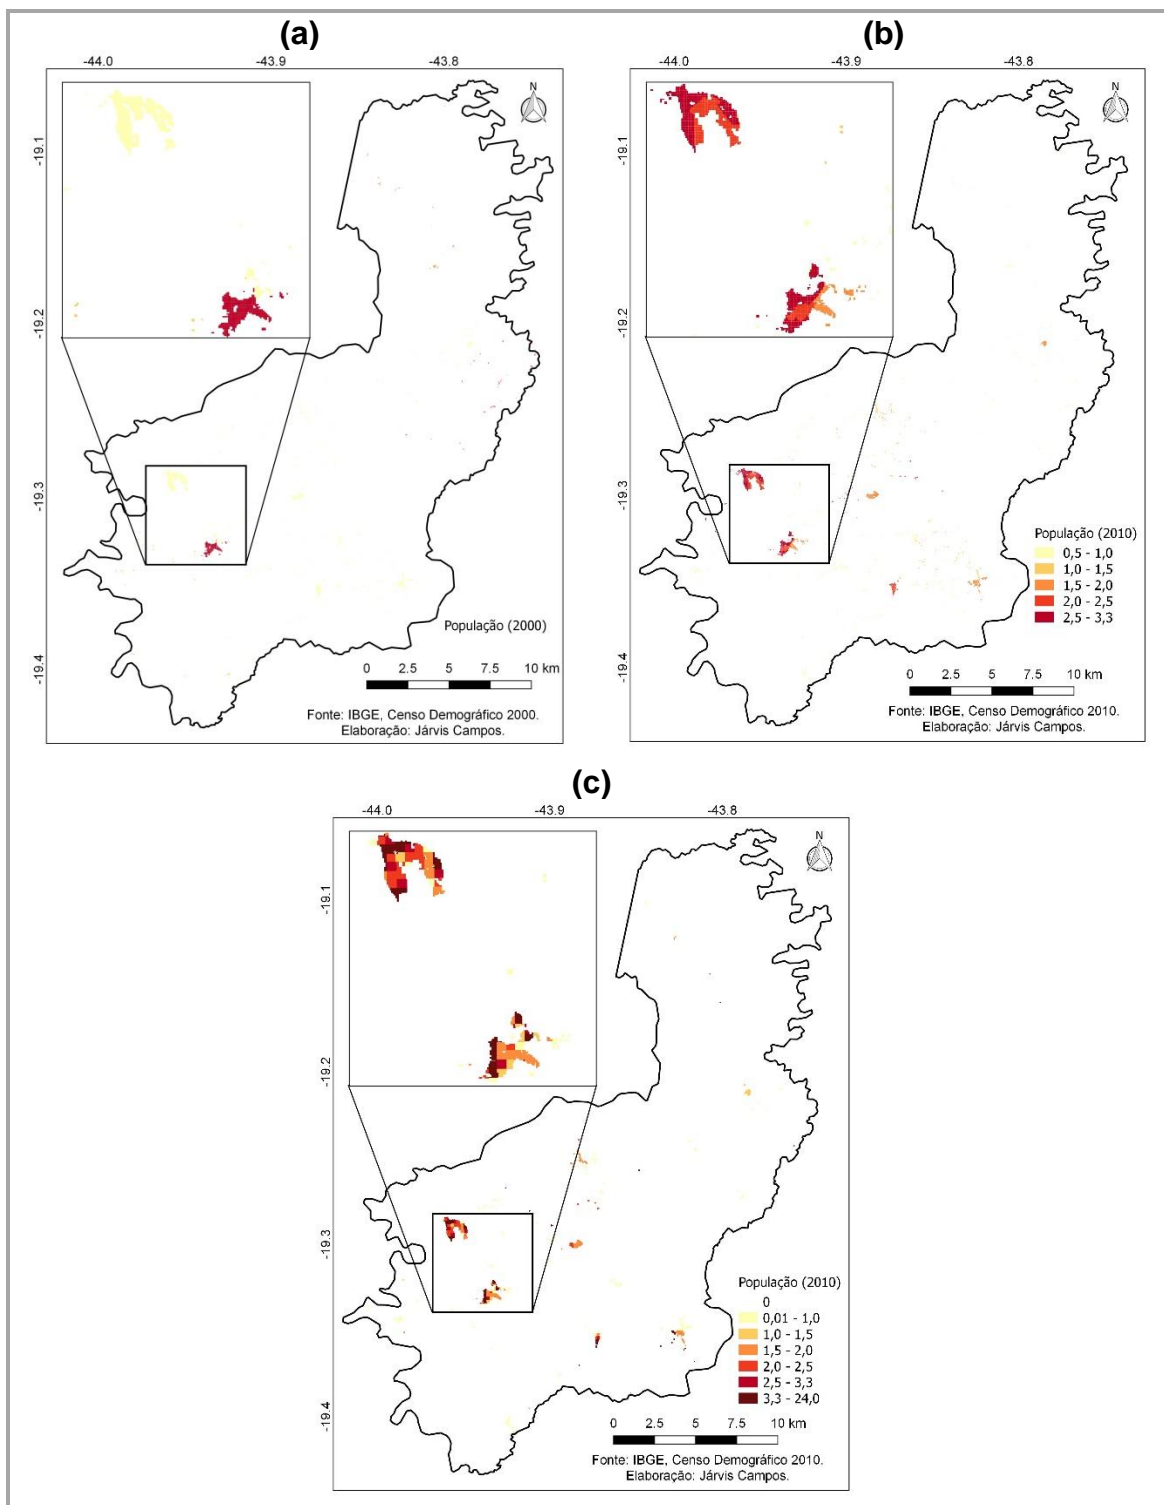 (a)
-44.0 -43.9 -43.8
N
-19.1
-19.2
-19.3
-19.4
População (2000)
0 2.5 5 7.5 10 km
Fonte: IBGE, Censo Demográfico 2000.
Elaboração: Járvis Campos.
(b)
-44.0 -43.9 -43.8
N
-19.1
-19.2
-19.3
-19.4
População (2010)
0,5 - 1,0
1,0 - 1,5
1,5 - 2,0
2,0 - 2,5
2,5 - 3,3
0 2.5 5 7.5 10 km
Fonte: IBGE, Censo Demográfico 2010.
Elaboração: Járvis Campos.
(c)
-44.0 -43.9 -43.8
N
-19.1
-19.2
-19.3
-19.4
População (2010)
0
0,01 - 1,0
1,0 - 1,5
1,5 - 2,0
2,0 - 2,5
2,5 - 3,3
3,3 - 24,0
0 2.5 5 7.5 10 km
Fonte: IBGE, Censo Demográfico 2010.
Elaboração: Járvis Campos.